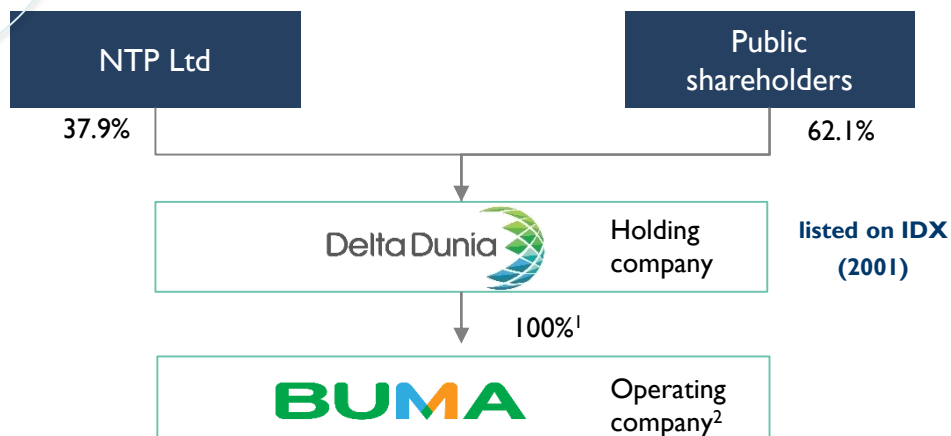 NTP Ltd
Public
shareholders
37.9%
62.1%
Delta Dunia
Holding
company
listed on IDX
(2001)
100%¹
BUMA
Operating
company²